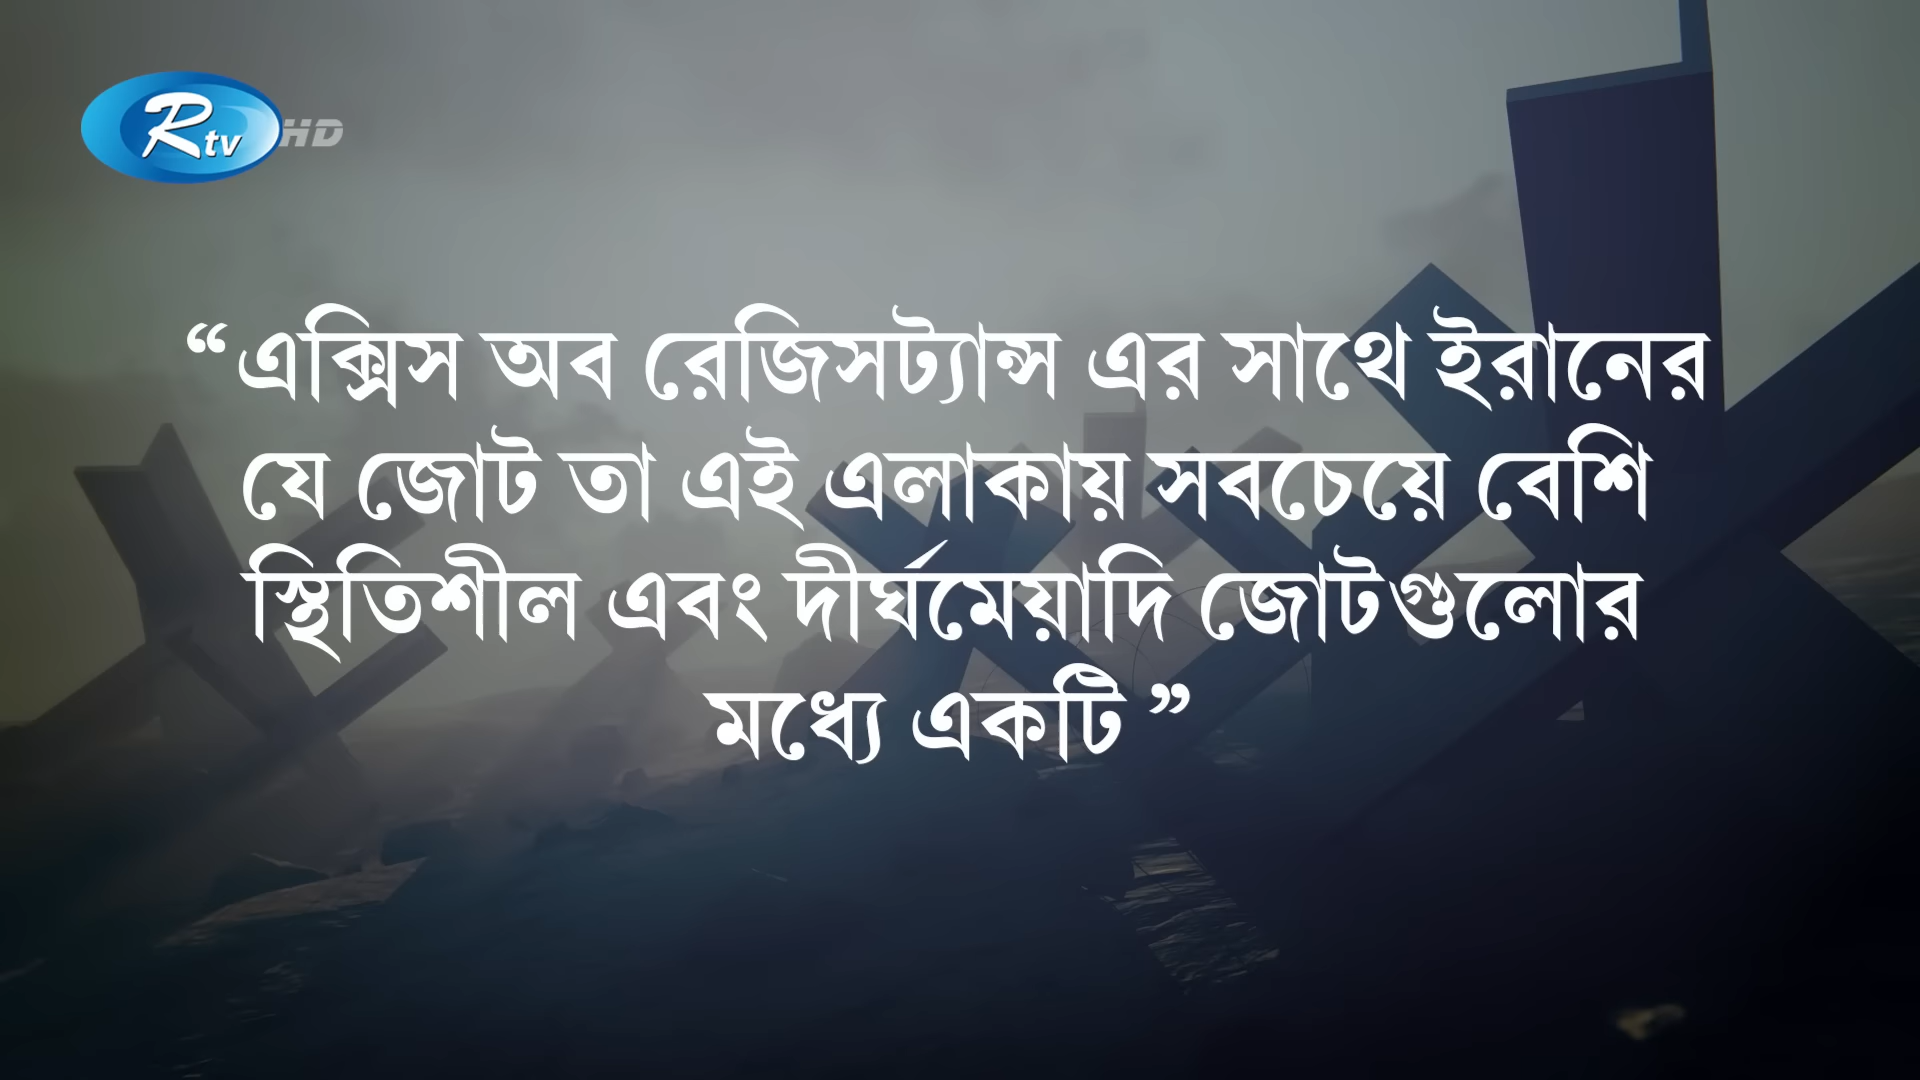 Rtv HD
“এক্সিস অব রেজিসট্যান্স এর সাথে ইরানের
যে জোট তা এই এলাকায় সবচেয়ে বেশি
স্থিতিশীল এবং দীর্ঘমেয়াদি জোটগুলোর
মধ্যে একটি ”